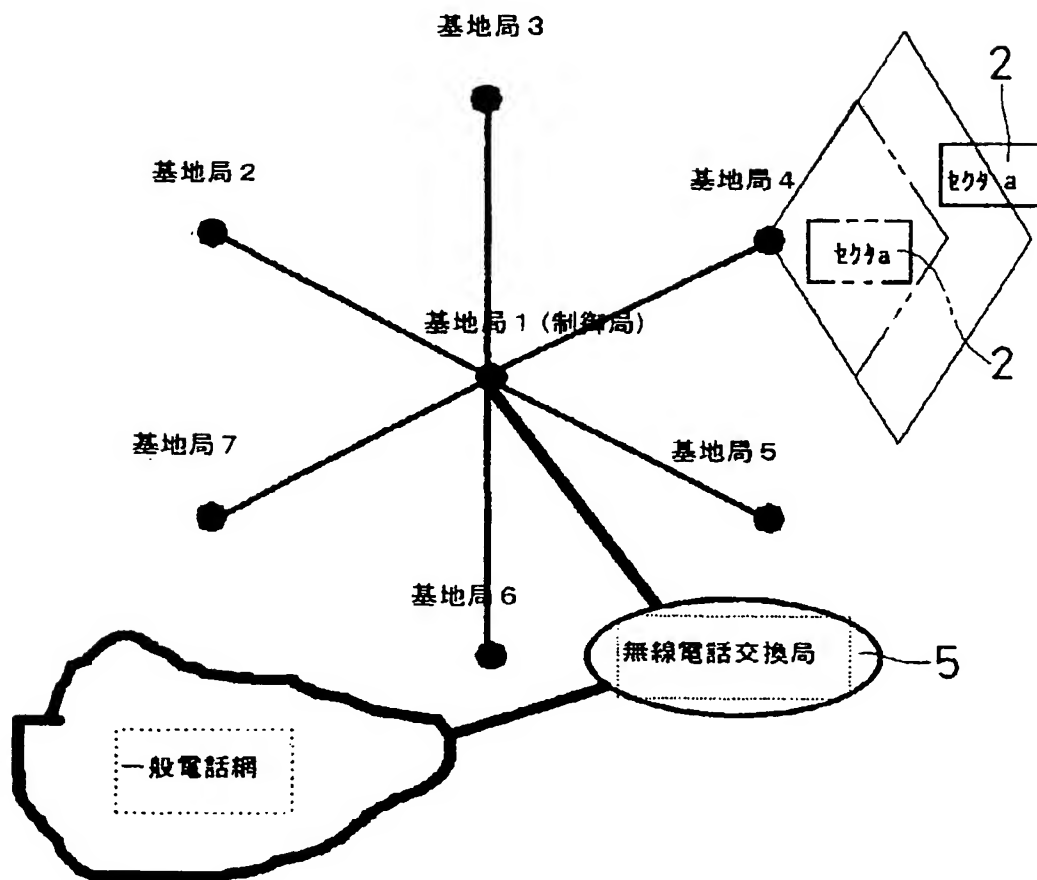 基地局3
2
基地局2
基地局4
セクタa
セクタa
基地局1(制御局)
2
基地局7
基地局5
基地局6
無線電話交換局
5
一般電話網